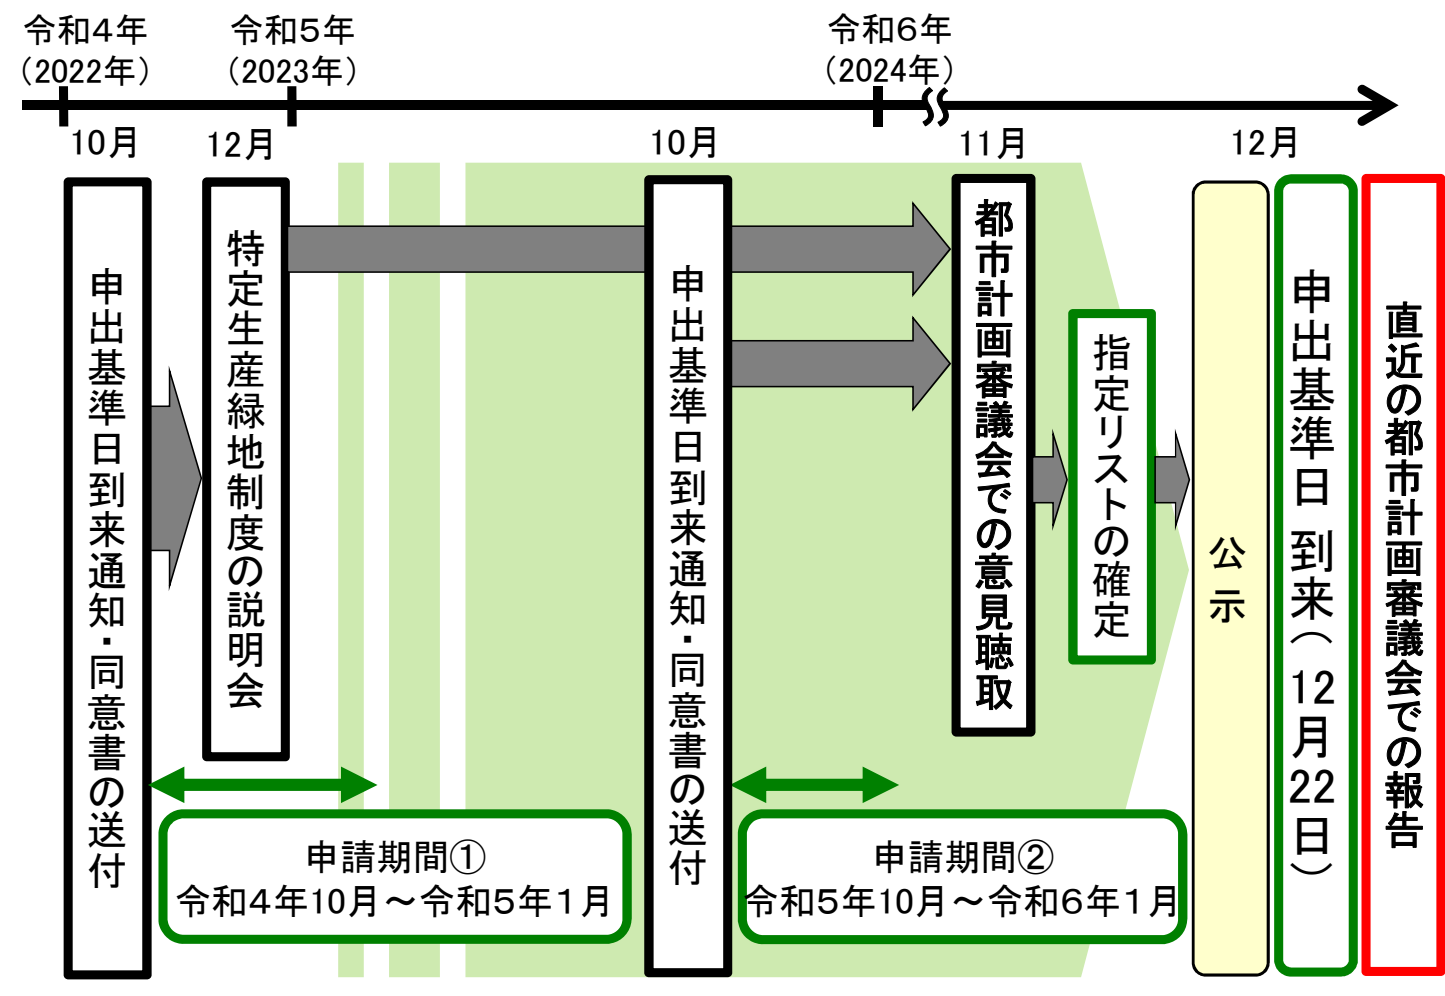 令和４年
（2022年）
令和５年
（2023年）
令和６年
（2024年）
10月
12月
10月
11月
12月
申出基準日到来通知・同意書の送付
特定生産緑地制度の説明会
申出基準日到来通知・同意書の送付
都市計画審議会での意見聴取
指定リストの確定
公示
申出基準日 到来（12月22日）
直近の都市計画審議会での報告
申請期間①
令和４年10月～令和５年１月
申請期間②
令和５年10月～令和６年１月